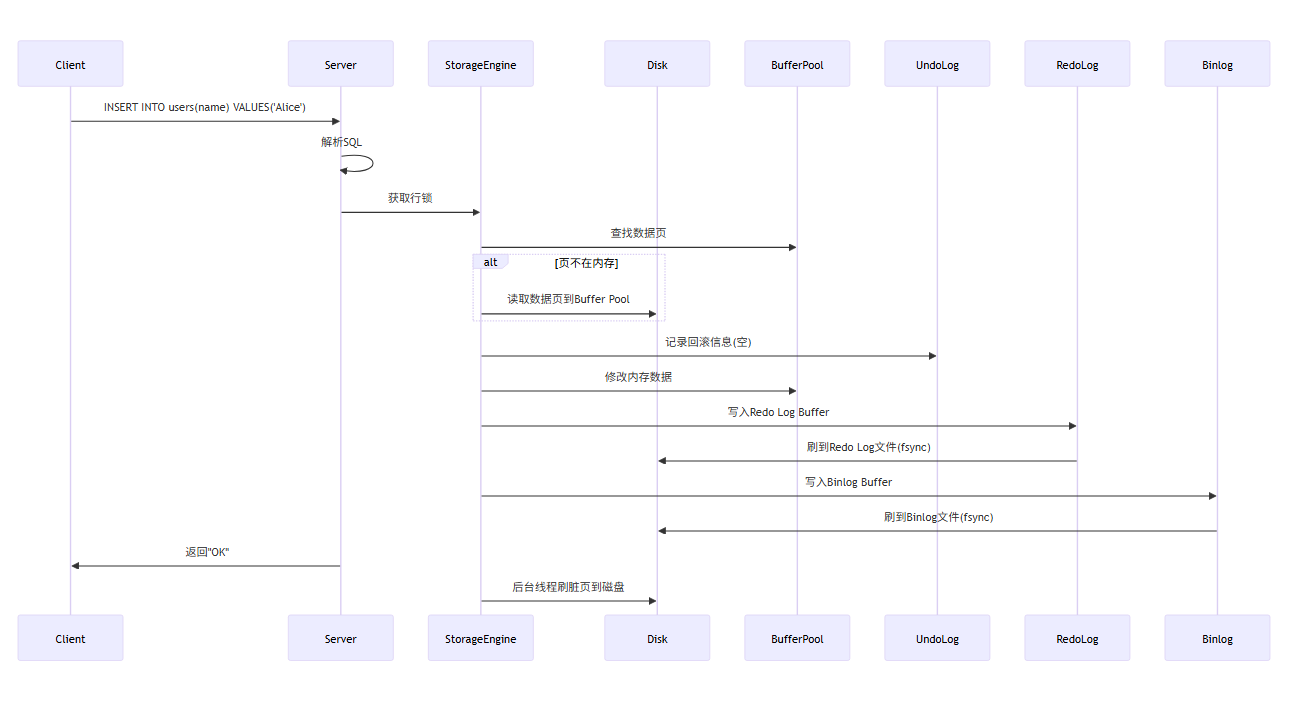 Client
Server
StorageEngine
Disk
BufferPool
UndoLog
RedoLog
Binlog
INSERT INTO users(name) VALUES('Alice')
解析SQL
获取行锁
查找数据页
alt
[页不在内存]
读取数据页到Buffer Pool
记录回滚信息(空)
修改内存数据
写入Redo Log Buffer
刷到Redo Log文件(fsync)
写入Binlog Buffer
刷到Binlog文件(fsync)
返回"OK"
后台线程刷脏页到磁盘
Client
Server
StorageEngine
Disk
BufferPool
UndoLog
RedoLog
Binlog